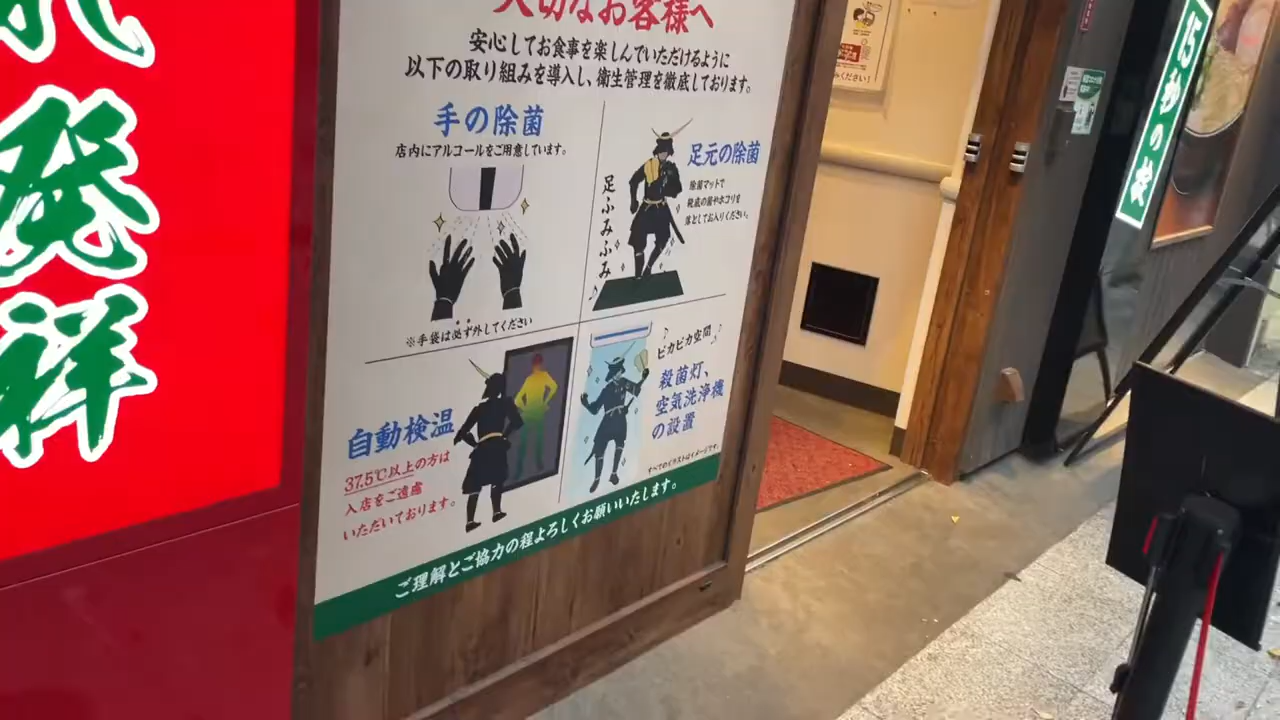 発祥
大切なお客様へ
安心してお食事を楽しんでいただけるように
以下の取り組みを導入し、衛生管理を徹底しております。
手の除菌
店内にアルコールをご用意しています。
※手袋は必ず外してください
足元の除菌
除菌マットで
靴底の菌やホコリを
落としてお入りください。
足ふみふみ
自動検温
37.5℃以上の方は
入店をご遠慮
いただいております。
ピカピカ空間
殺菌灯、
空気洗浄機
の設置
すべてのイラストはイメージです。
ご理解とご協力の程よろしくお願いいたします。
ください!
15秒の